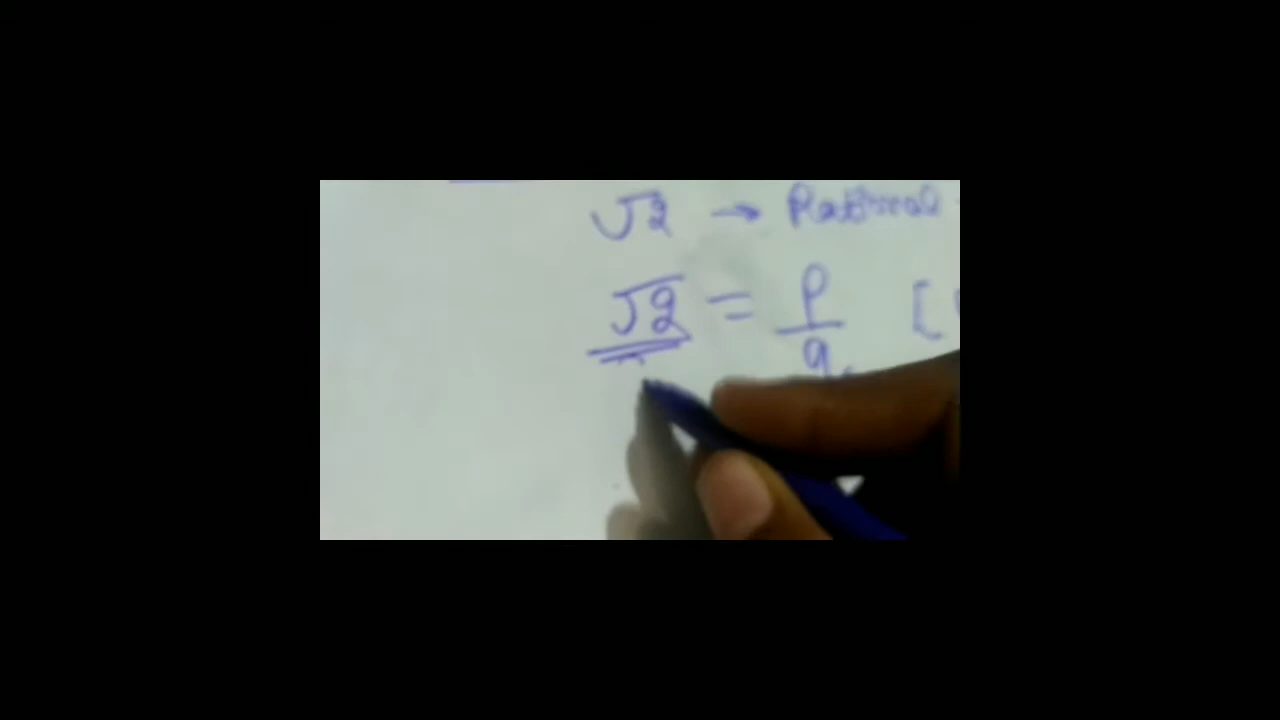 √2 → Rational
√2 = p/q [